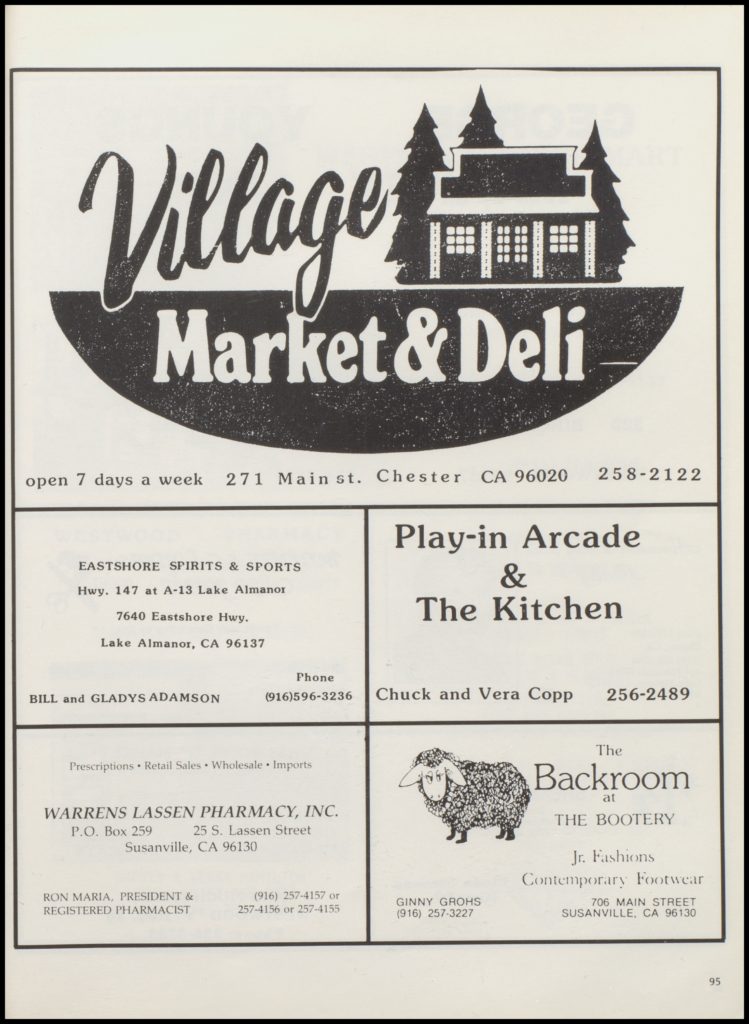 Village
Market & Deli
open 7 days a week 271 Main st. Chester CA 96020 258-2122
EASTSHORE SPIRITS & SPORTS
Hwy. 147 at A-13 Lake Almanor
7640 Eastshore Hwy.
Lake Almanor, CA 96137
Phone
BILL and GLADYS ADAMSON (916)596-3236
Play-in Arcade
&
The Kitchen
Chuck and Vera Copp 256-2489
Prescriptions • Retail Sales • Wholesale • Imports
WARRENS LASSEN PHARMACY, INC.
P.O. Box 259 25 S. Lassen Street
Susanville, CA 96130
RON MARIA, PRESIDENT & (916) 257-4157 or
REGISTERED PHARMACIST 257-4156 or 257-4155
The
Backroom
at
THE BOOTERY
Jr. Fashions
Contemporary Footwear
GINNY GROHS 706 MAIN STREET
(916) 257-3227 SUSANVILLE, CA 96130
95